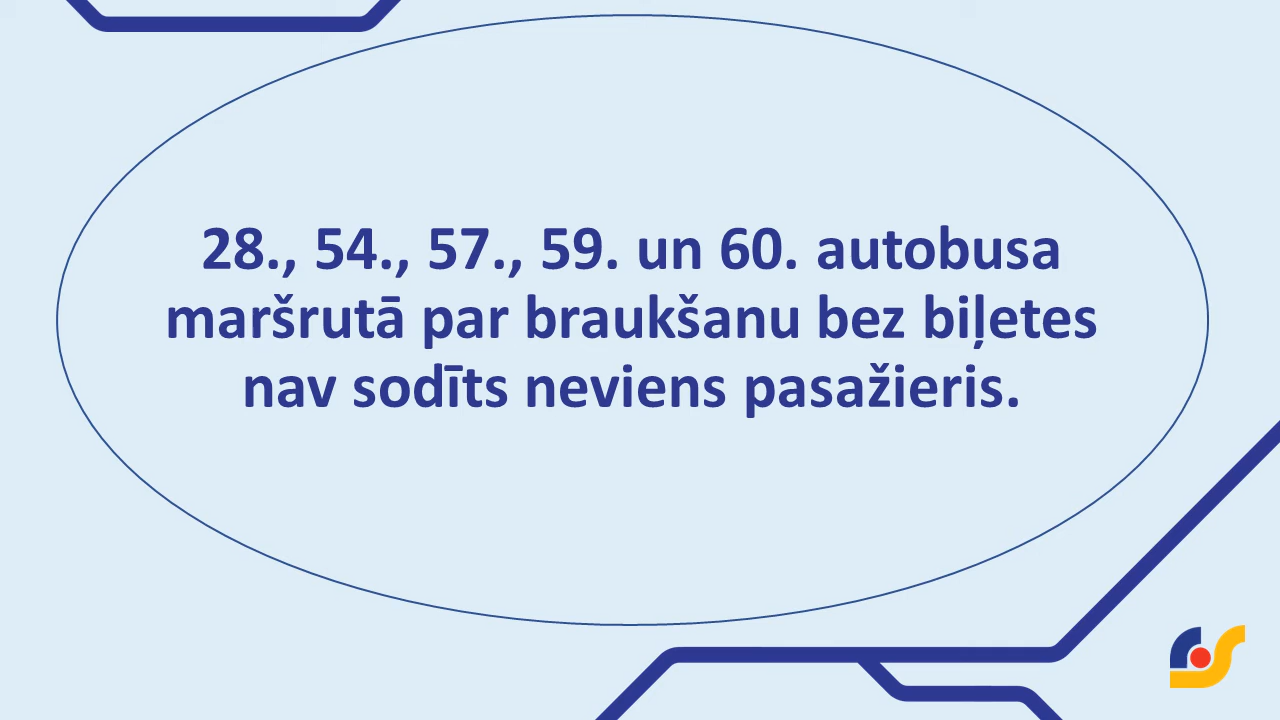 28., 54., 57., 59. un 60. autobusa
maršrutā par braukšanu bez biļetes
nav sodīts neviens pasažieris.